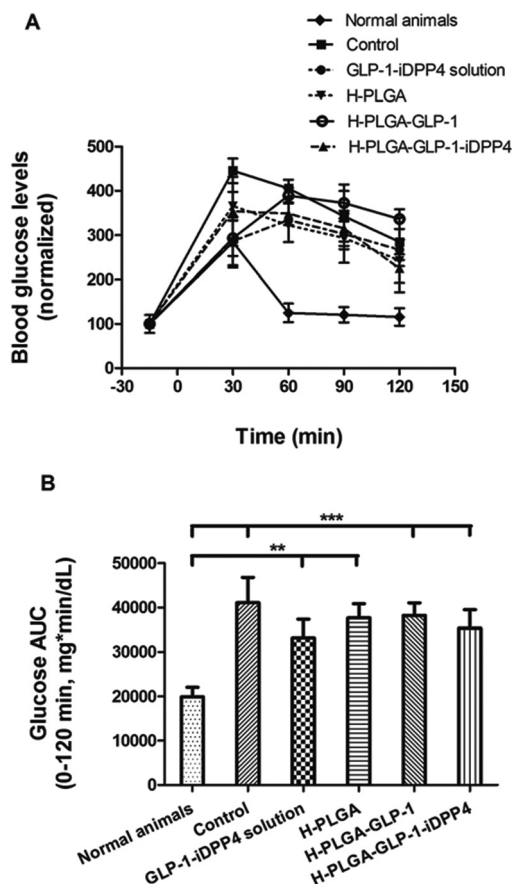 A
Normal animals
Control
GLP-1-iDPP4 solution
H-PLGA
H-PLGA-GLP-1
H-PLGA-GLP-1-iDPP4
Blood glucose levels
(normalized)
500
400
300
200
100
0
-30 0 30 60 90 120 150
Time (min)
B
***
**
Glucose AUC
(0-120 min, mg*min/dL)
50000
40000
30000
20000
10000
0
Normal animals
Control
GLP-1-iDPP4 solution
H-PLGA
H-PLGA-GLP-1
H-PLGA-GLP-1-iDPP4